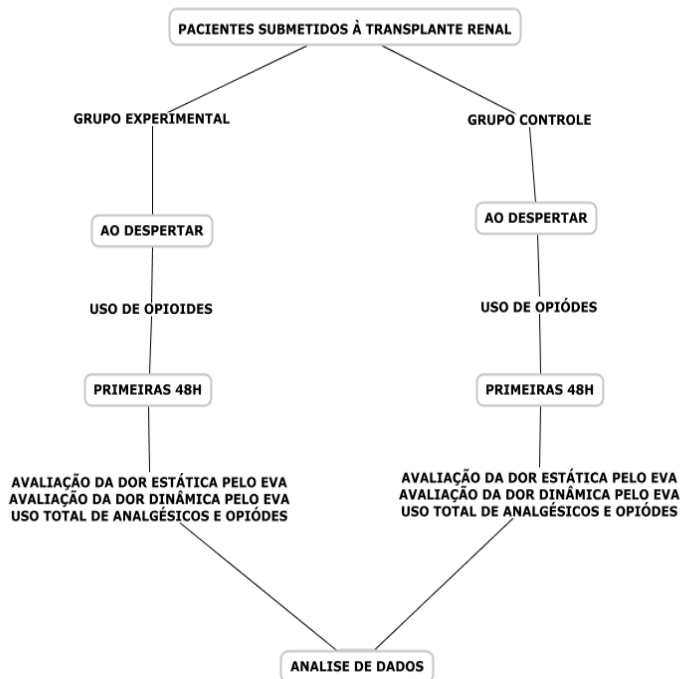 PACIENTES SUBMETIDOS À TRANSPLANTE RENAL
GRUPO EXPERIMENTAL
GRUPO CONTROLE
AO DESPERTAR
AO DESPERTAR
USO DE OPIOIDES
USO DE OPIÓDES
PRIMEIRAS 48H
PRIMEIRAS 48H
AVALIAÇÃO DA DOR ESTÁTICA PELO EVA
AVALIAÇÃO DA DOR DINÂMICA PELO EVA
USO TOTAL DE ANALGÉSICOS E OPIÓDES
AVALIAÇÃO DA DOR ESTÁTICA PELO EVA
AVALIAÇÃO DA DOR DINÂMICA PELO EVA
USO TOTAL DE ANALGÉSICOS E OPIÓDES
ANALISE DE DADOS